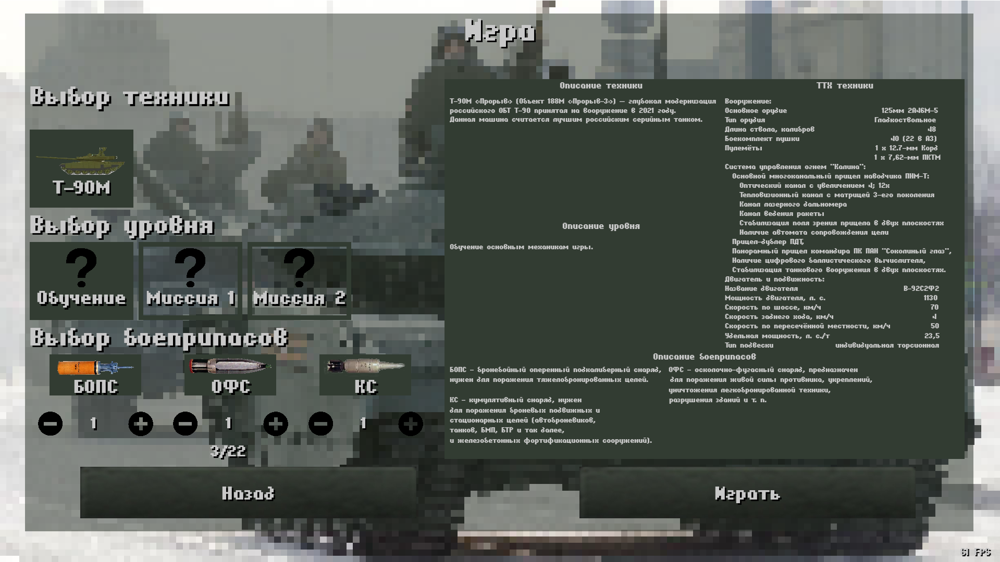 Игра
Выбор техники
Т-90М
Выбор уровня
Обучение
Миссия 1
Миссия 2
Выбор боеприпасов
БОПС
ОФС
КС
1
1
1
3/22
Описание техники
Т-90М «Прорыв» (Объект 188М «Прорыв-3») — глубокая модернизация
российского ОБТ Т-90 принятая на вооружение в 2021 году.
Данная машина считается лучшим российским серийным танком.
Описание уровня
Обучение основным механикам игры.
ТТХ техники
Вооружение:
Основное орудие 125мм 2А46М-5
Тип орудия Гладкоствольное
Длина ствола, калибров 48
Боекомплект пушки 40 (22 в АЗ)
Пулемёты 1 х 12.7-мм Корд
1 х 7,62-мм ПКТМ
Система управления огнем "Калина":
Основной многоканальный прицел наводчика ПНМ-Т:
Оптический канал с увеличением 4; 12х
Тепловизионный канал с матрицей 3-его поколения
Канал лазерного дальномера
Канал ведения ракеты
Стабилизация поля зрения прицела в двух плоскостях
Наличие автомата сопровождения цели
Прицел-дублер ПДТ,
Панорамный прицел командира ПК ПАН "Соколиный глаз",
Наличие цифрового баллистического вычислителя,
Стабилизация танкового вооружения в двух плоскостях.
Двигатель и подвижность:
Название двигателя В-92С2Ф2
Мощность двигателя, л. с. 1130
Скорость по шоссе, км/ч 70
Скорость заднего хода, км/ч 4
Скорость по пересечённой местности, км/ч 50
Удельная мощность, л. с./т 23,5
Тип подвески индивидуальная торсионная
Описание боеприпасов
БОПС - бронебойный оперенный подкалиберный снаряд,
нужен для поражения тяжелобронированных целей.
КС - кумулятивный снаряд, нужен
для поражения броневых подвижных и
стационарных целей (автоброневиков,
танков, БМП, БТР и так далее,
и железобетонных фортификационных сооружений).
ОФС - осколочно-фугасный снаряд, предназначен
для поражения живой силы противника, укреплений,
уничтожения легкобронированной техники,
разрушения зданий и т. п.
Назад
Играть
61 FPS